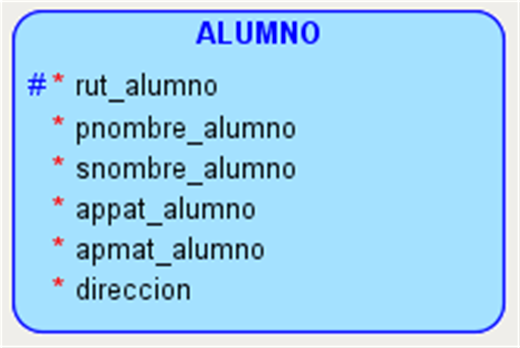 ALUMNO
# * rut_alumno
* pnombre_alumno
* snombre_alumno
* appat_alumno
* apmat_alumno
* direccion